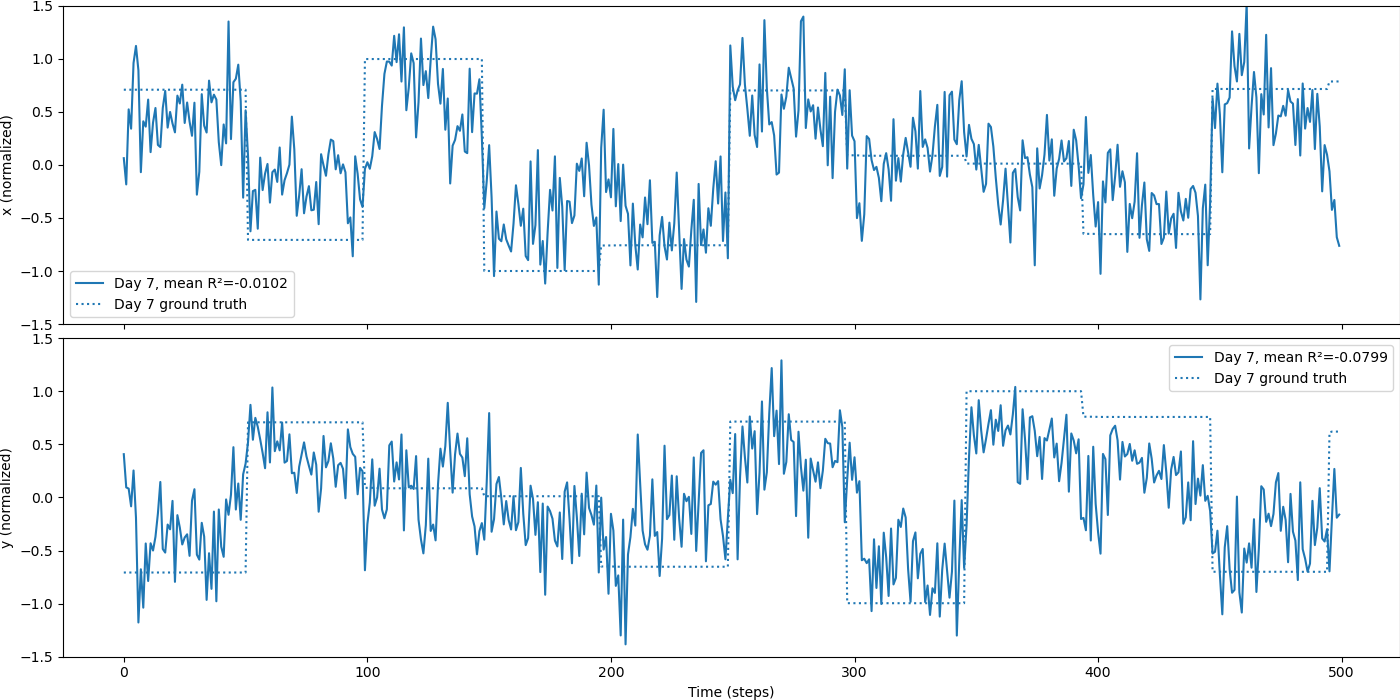 1.5
1.0
0.5
0.0
−0.5
−1.0
−1.5
x (normalized)
Day 7, mean R²=-0.0102
Day 7 ground truth
1.5
1.0
0.5
0.0
−0.5
−1.0
−1.5
y (normalized)
Day 7, mean R²=-0.0799
Day 7 ground truth
0 100 200 300 400 500
Time (steps)